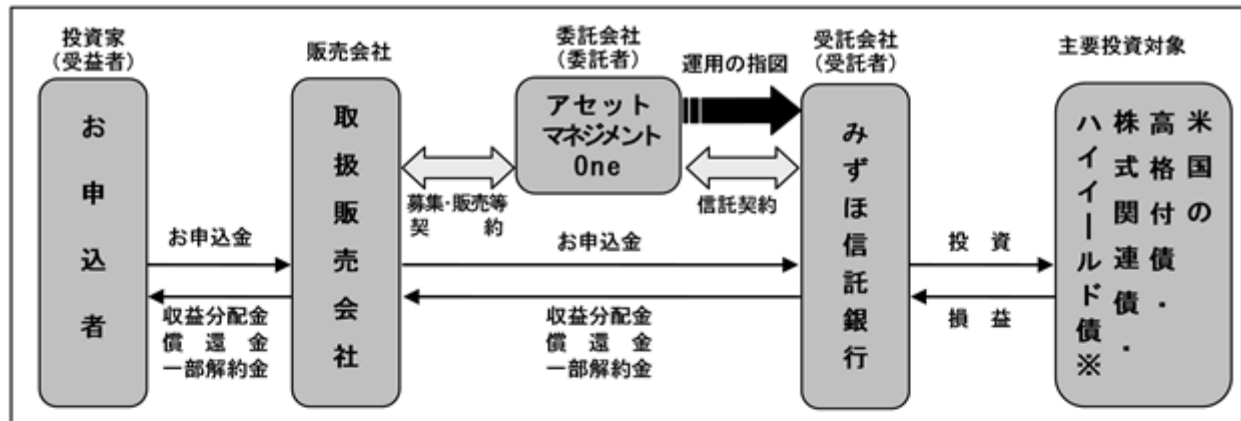 投資家
(受益者)
お申込者
お申込金
収益分配金
償還金
一部解約金
販売会社
取扱販売会社
募集・販売等
契約
委託会社
(委託者)
アセット
マネジメント
One
運用の指図
信託契約
お申込金
収益分配金
償還金
一部解約金
受託会社
(受託者)
みずほ信託銀行
投資
損益
主要投資対象
米国の
高格付債・
株式関連債・
ハイイールド債※